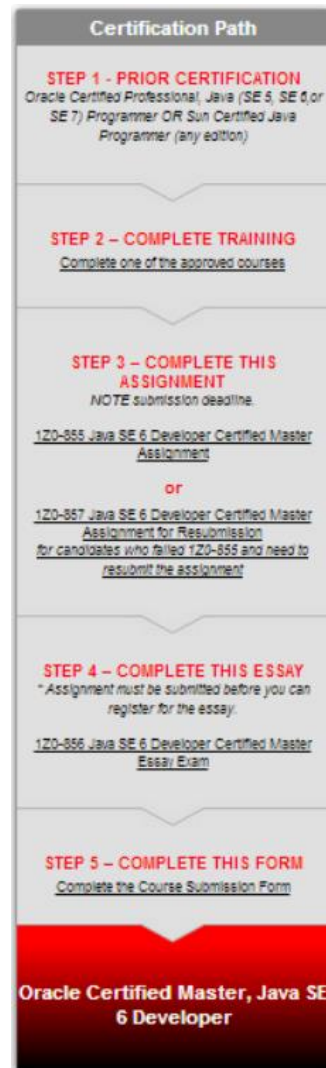 Certification Path
STEP 1 - PRIOR CERTIFICATION
Oracle Certified Professional, Java (SE 5, SE 6,or
SE 7) Programmer OR Sun Certified Java
Programmer (any edition)
STEP 2 – COMPLETE TRAINING
Complete one of the approved courses
STEP 3 – COMPLETE THIS
ASSIGNMENT
NOTE submission deadline.
1Z0-855 Java SE 6 Developer Certified Master
Assignment
or
1Z0-857 Java SE 6 Developer Certified Master
Assignment for Resubmission
for candidates who failed 1Z0-855 and need to
resubmit the assignment
STEP 4 – COMPLETE THIS ESSAY
* Assignment must be submitted before you can
register for the essay.
1Z0-856 Java SE 6 Developer Certified Master
Essay Exam
STEP 5 – COMPLETE THIS FORM
Complete the Course Submission Form
Oracle Certified Master, Java SE
6 Developer